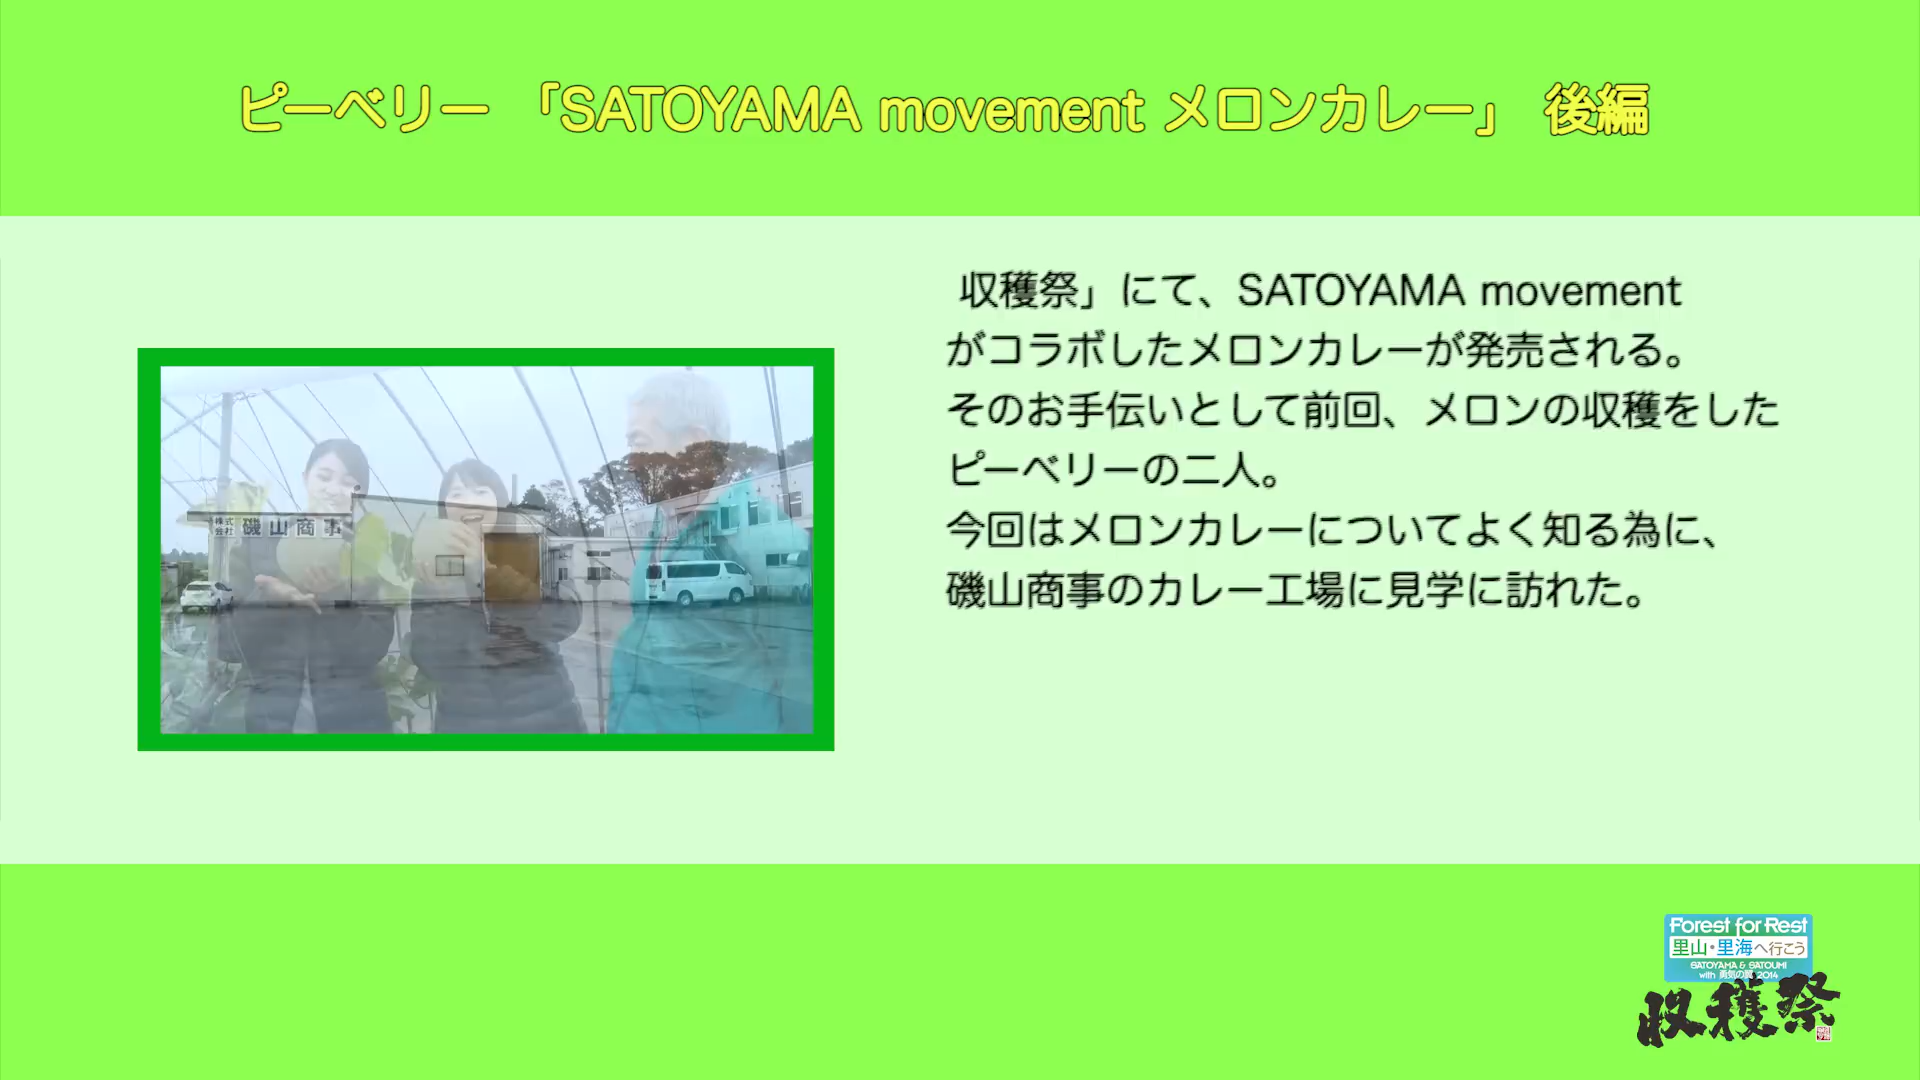 ピーベリー 「SATOYAMA movement メロンカレー」 後編
収穫祭」にて、SATOYAMA movement
がコラボしたメロンカレーが発売される。
そのお手伝いとして前回、メロンの収穫をした
ピーベリーの二人。
今回はメロンカレーについてよく知る為に、
磯山商事のカレー工場に見学に訪れた。
株式会社 磯山商事
Forest for Rest
里山・里海へ行こう
SATOYAMA & SATOUMI
with 勇気の翼 2014
収穫祭